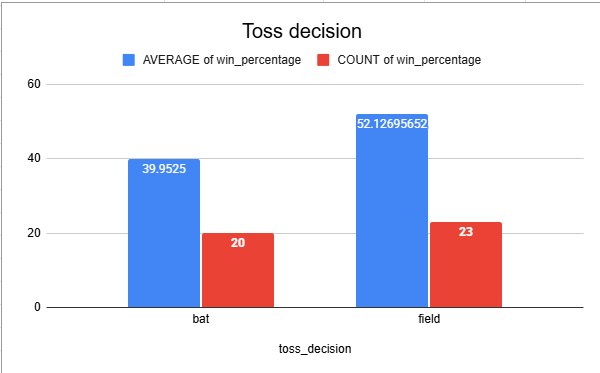 Toss decision
AVERAGE of win_percentage COUNT of win_percentage
60
40
20
0
39.9525
20
52.12695652
23
bat field
toss_decision